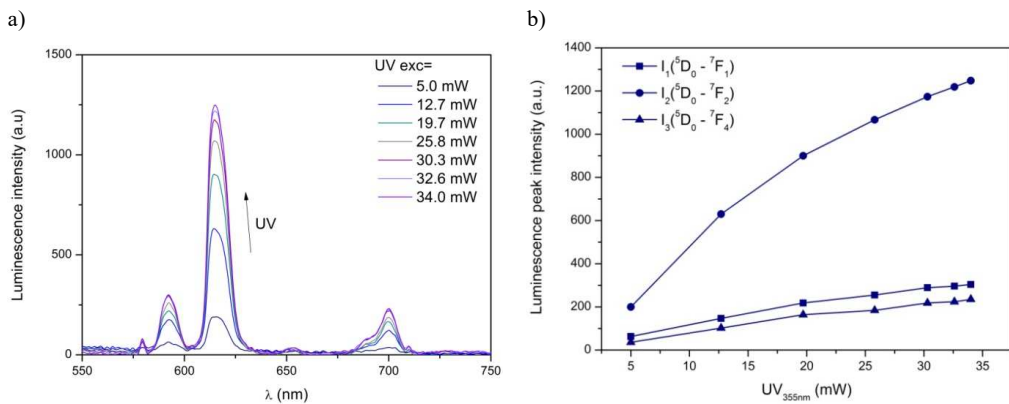 a)
Luminescence intensity (a.u)
1500
1000
500
0
550
600
650
700
750
λ (nm)
UV exc=
5.0 mW
12.7 mW
19.7 mW
25.8 mW
30.3 mW
32.6 mW
34.0 mW
UV
b)
Luminescence peak intensity (a.u.)
1400
1200
1000
800
600
400
200
0
5
10
15
20
25
30
35
UV₃₅₅ₙₘ (mW)
I₁(⁵D₀ - ⁷F₁)
I₂(⁵D₀ - ⁷F₂)
I₃(⁵D₀ - ⁷F₄)